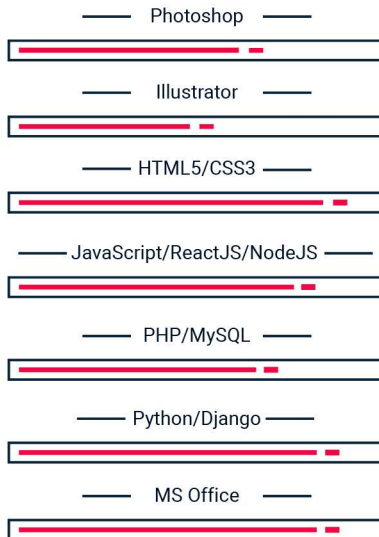 Photoshop
Illustrator
HTML5/CSS3
JavaScript/ReactJS/NodeJS
PHP/MySQL
Python/Django
MS Office